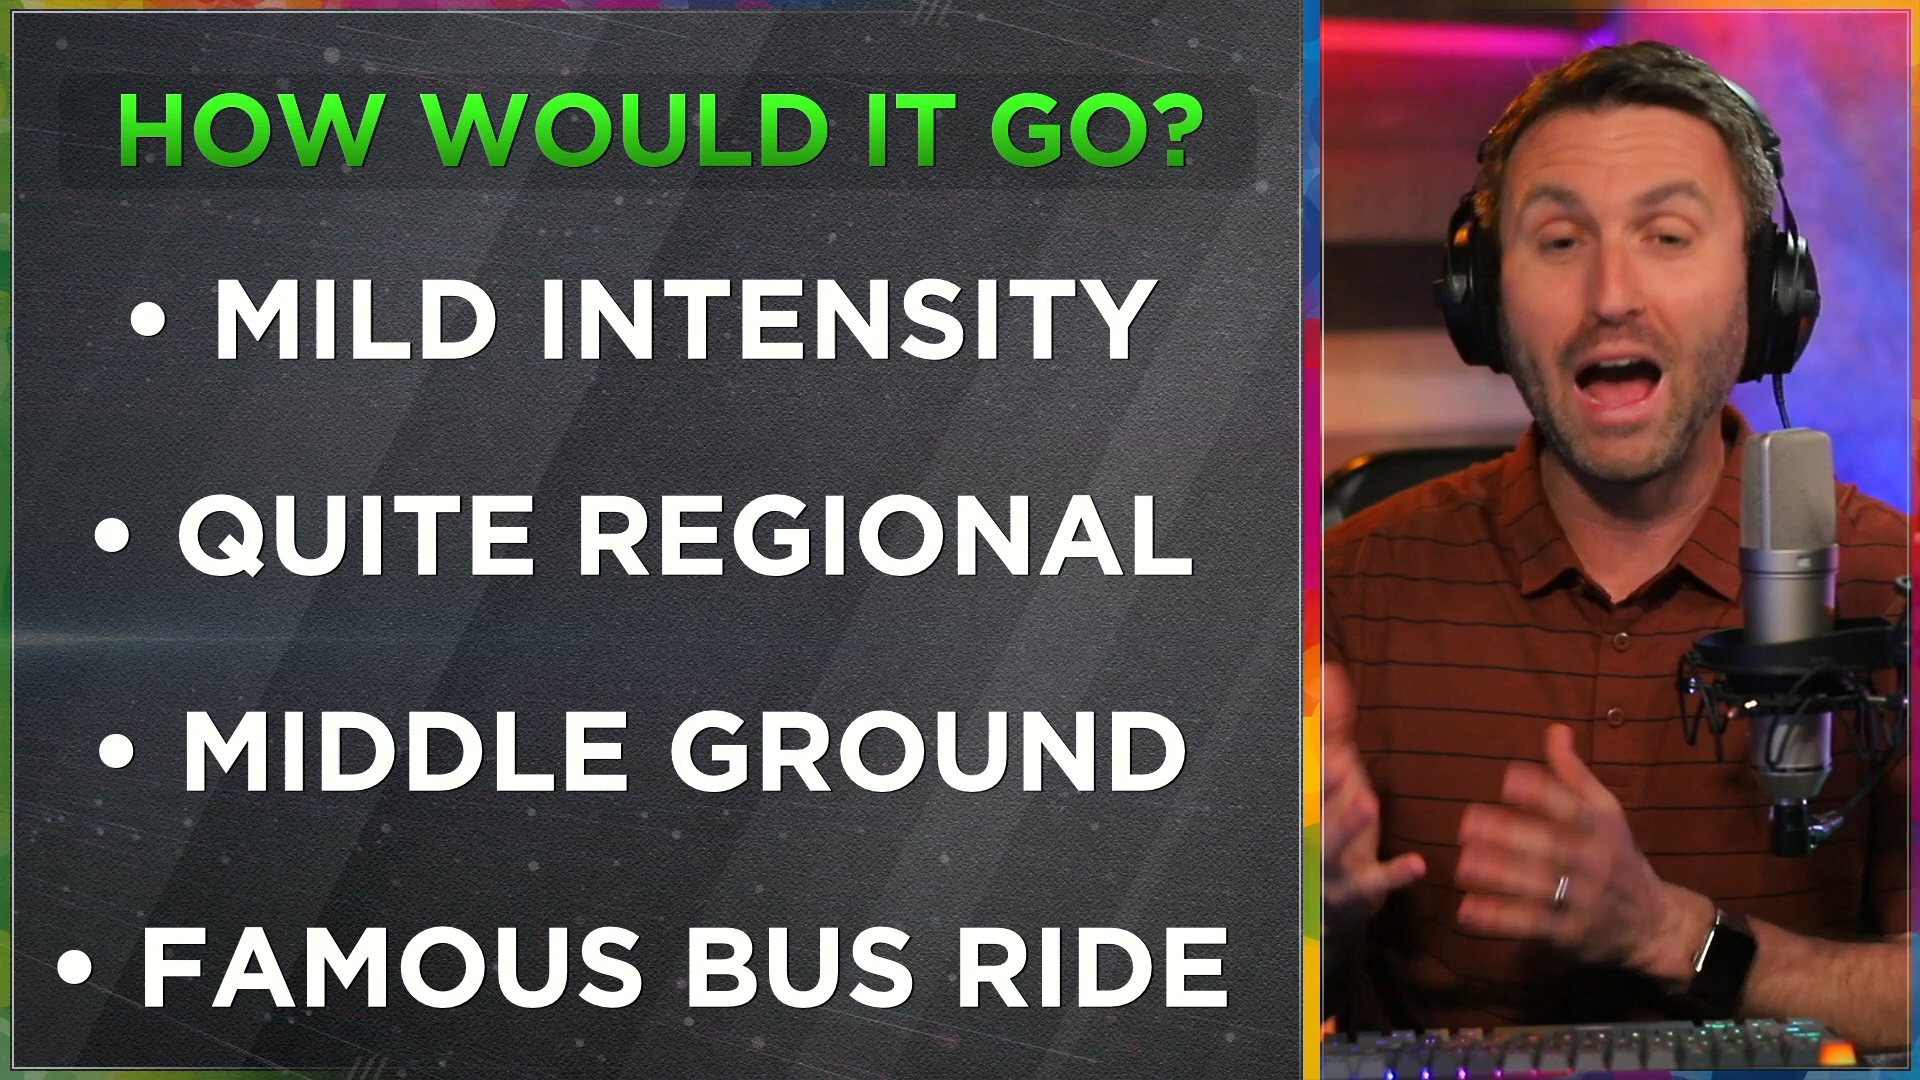 HOW WOULD IT GO?
• MILD INTENSITY
• QUITE REGIONAL
• MIDDLE GROUND
• FAMOUS BUS RIDE